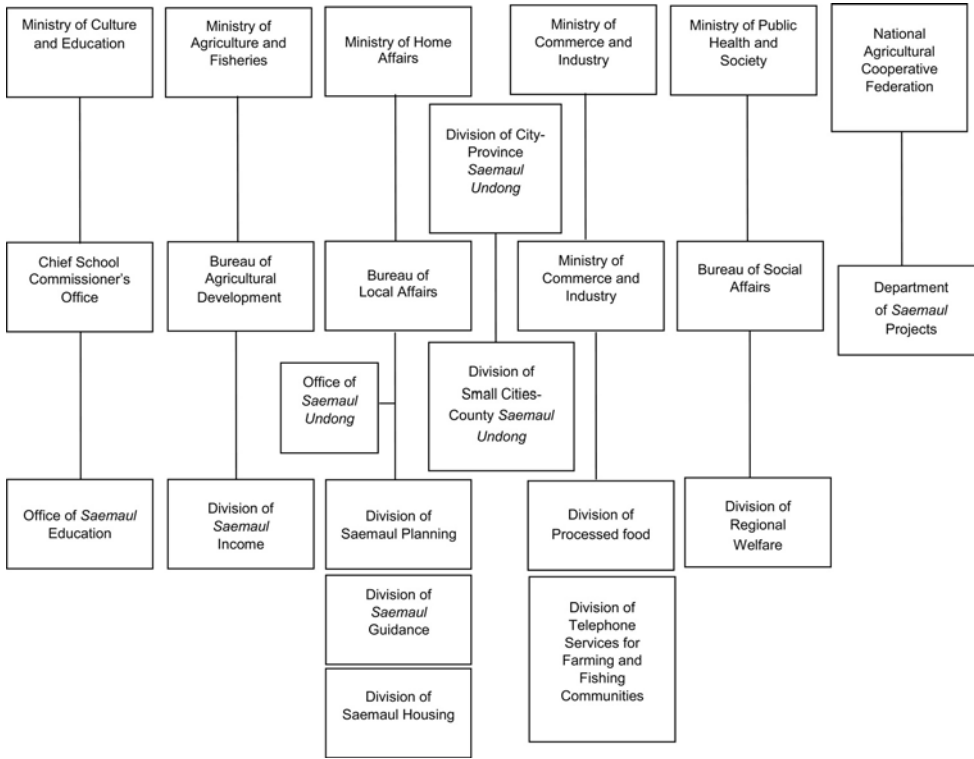 Ministry of Culture
and Education
Ministry of
Agriculture and
Fisheries
Ministry of Home
Affairs
Ministry of
Commerce and
Industry
Ministry of Public
Health and
Society
National
Agricultural
Cooperative
Federation
Division of City-
Province
Saemaul
Undong
Chief School
Commissioner's
Office
Bureau of
Agricultural
Development
Bureau of
Local Affairs
Ministry of
Commerce and
Industry
Bureau of Social
Affairs
Department
of Saemaul
Projects
Office of
Saemaul
Undong
Division of
Small Cities-
County Saemaul
Undong
Office of Saemaul
Education
Division of
Saemaul
Income
Division of
Saemaul Planning
Division of
Processed food
Division of
Regional
Welfare
Division of
Saemaul
Guidance
Division of
Telephone
Services for
Farming and
Fishing
Communities
Division of
Saemaul Housing